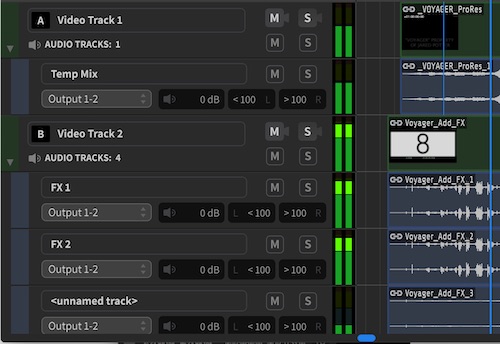 A Video Track 1 M S
AUDIO TRACKS: 1 M S
_VOYAGER_ProRes
Temp Mix M S
Output 1-2 0 dB < 100 L > 100 R
_VOYAGER_ProRes_1
B Video Track 2 M S
AUDIO TRACKS: 4 M S
Voyager_Add_FX
8
FX 1 M S
Output 1-2 0 dB L < 100 > 100 R
Voyager_Add_FX_1
FX 2 M S
Output 1-2 0 dB L < 100 > 100 R
Voyager_Add_FX_2
<unnamed track> M S
Output 1-2 0 dB L < 100 > 100 R
Voyager_Add_FX_3